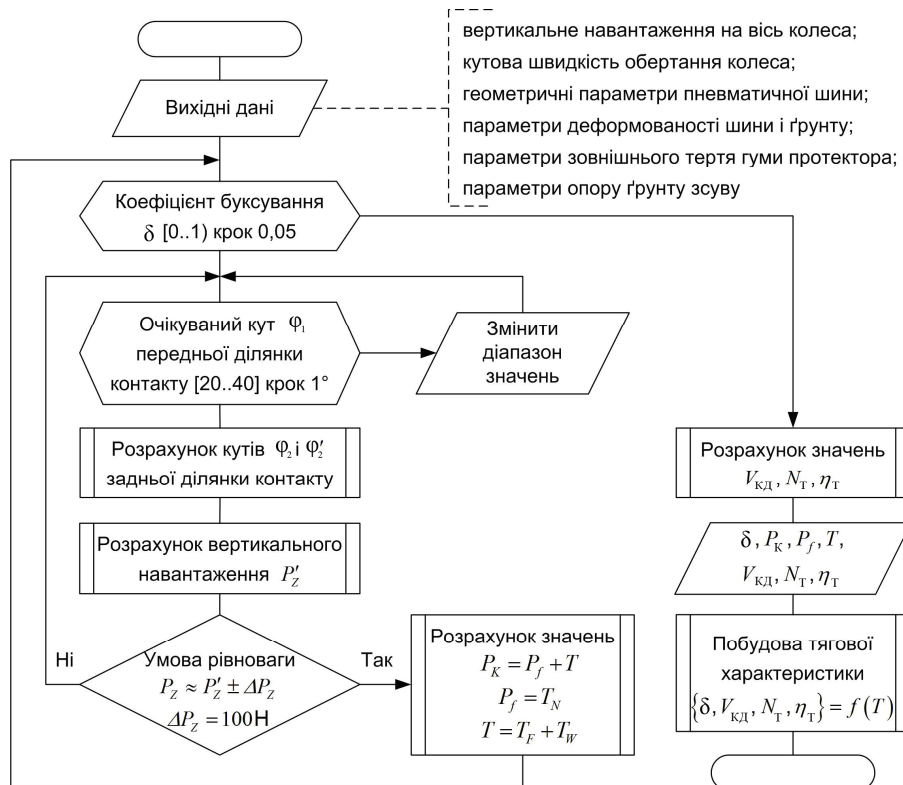 вертикальне навантаження на вісь колеса;
кутова швидкість обертання колеса;
геометричні параметри пневматичної шини;
параметри деформованості шини і ґрунту;
параметри зовнішнього тертя гуми протектора;
параметри опору ґрунту зсуву
Вихідні дані
Коефіцієнт буксування
δ [0..1) крок 0,05
Очікуваний кут φ₁
передньої ділянки
контакту [20..40] крок 1°
Змінити
діапазон
значень
Розрахунок кутів φ₂ і φ′₂
задньої ділянки контакту
Розрахунок вертикального
навантаження P′_Z
Ні
Умова рівноваги
P_Z ≈ P′_Z ± ΔP_Z
ΔP_Z = 100Н
Так
Розрахунок значень
P_K = P_f + T
P_f = T_N
T = T_F + T_W
Розрахунок значень
V_КД, N_Т, η_Т
δ, P_К, P_f, T,
V_КД, N_Т, η_Т
Побудова тягової
характеристики
{δ, V_КД, N_Т, η_Т} = f(T)